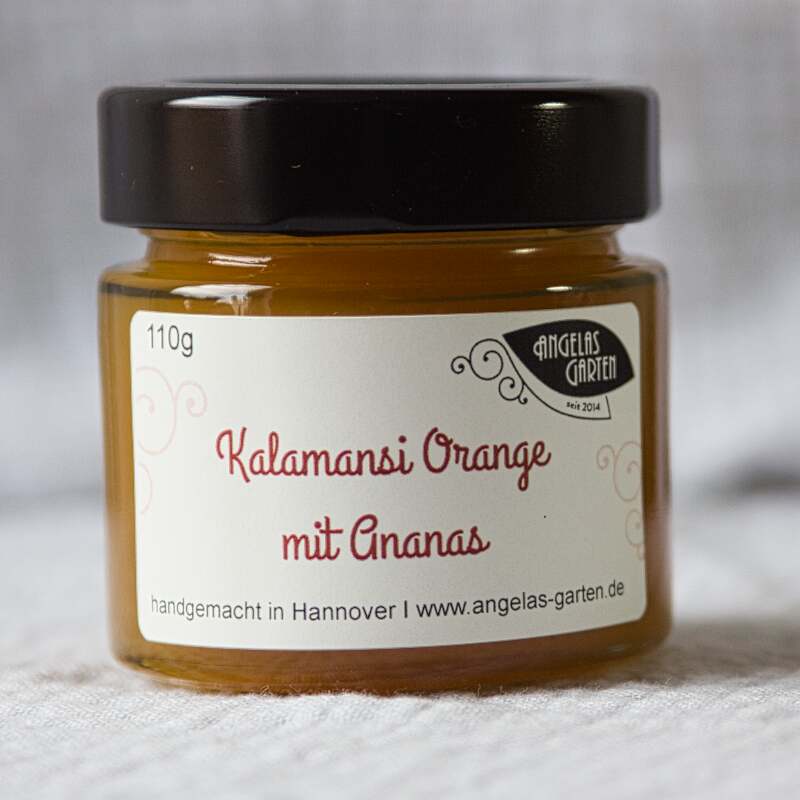 110g
ANGELAS
GARTEN
seit 2014
Kalamansi Orange
mit Ananas
handgemacht in Hannover I www.angelas-garten.de